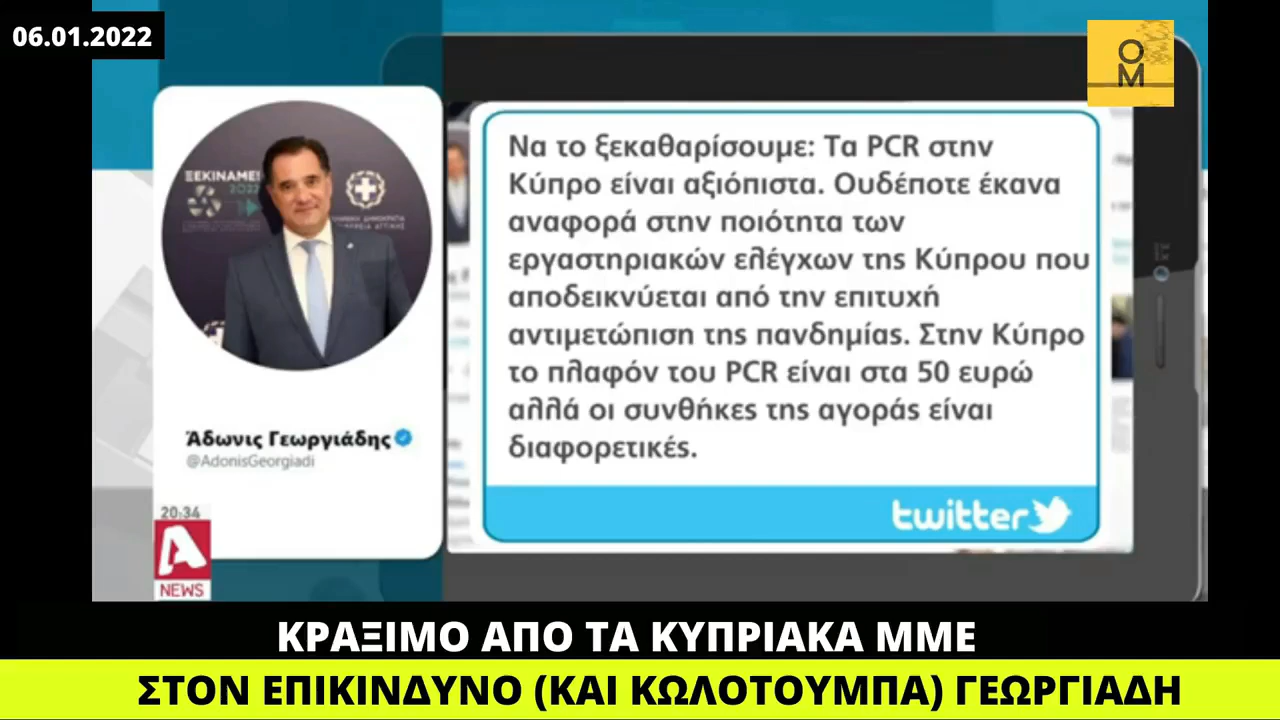 06.01.2022
Ο
Μ
ΞΕΚΙΝΑΜΕ
2022
Να το ξεκαθαρίσουμε: Τα PCR στην
Κύπρο είναι αξιόπιστα. Ουδέποτε έκανα
αναφορά στην ποιότητα των
εργαστηριακών ελέγχων της Κύπρου που
αποδεικνύεται από την επιτυχή
αντιμετώπιση της πανδημίας. Στην Κύπρο
το πλαφόν του PCR είναι στα 50 ευρώ
αλλά οι συνθήκες της αγοράς είναι
διαφορετικές.
twitter
Άδωνις Γεωργιάδης
@AdonisGeorgiadi
20:34
A
NEWS
ΚΡΑΞΙΜΟ ΑΠΟ ΤΑ ΚΥΠΡΙΑΚΑ ΜΜΕ
ΣΤΟΝ ΕΠΙΚΙΝΔΥΝΟ (ΚΑΙ ΚΩΛΟΤΟΥΜΠΑ) ΓΕΩΡΓΙΑΔΗ